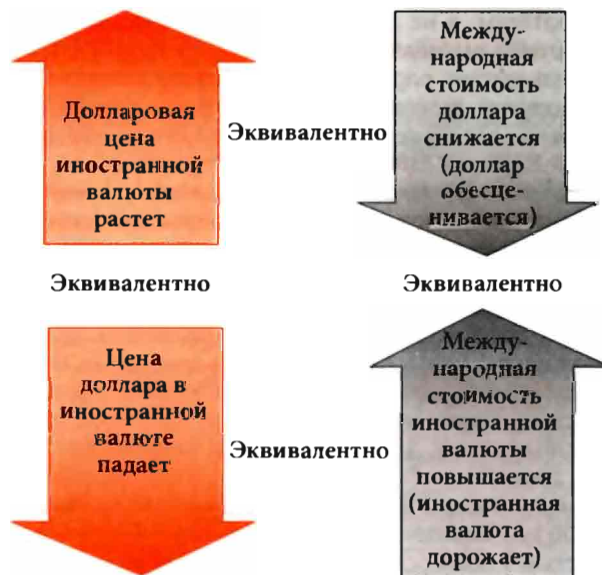 Долларовая
цена
иностранной
валюты
растет
Эквивалентно
Между-
народная
стоимость
доллара
снижается
(доллар
обесце-
нивается)
Эквивалентно
Эквивалентно
Цена
доллара в
иностранной
валюте
падает
Эквивалентно
Между-
народная
стоимость
иностранной
валюты
повышается
(иностранная
валюта
дорожает)